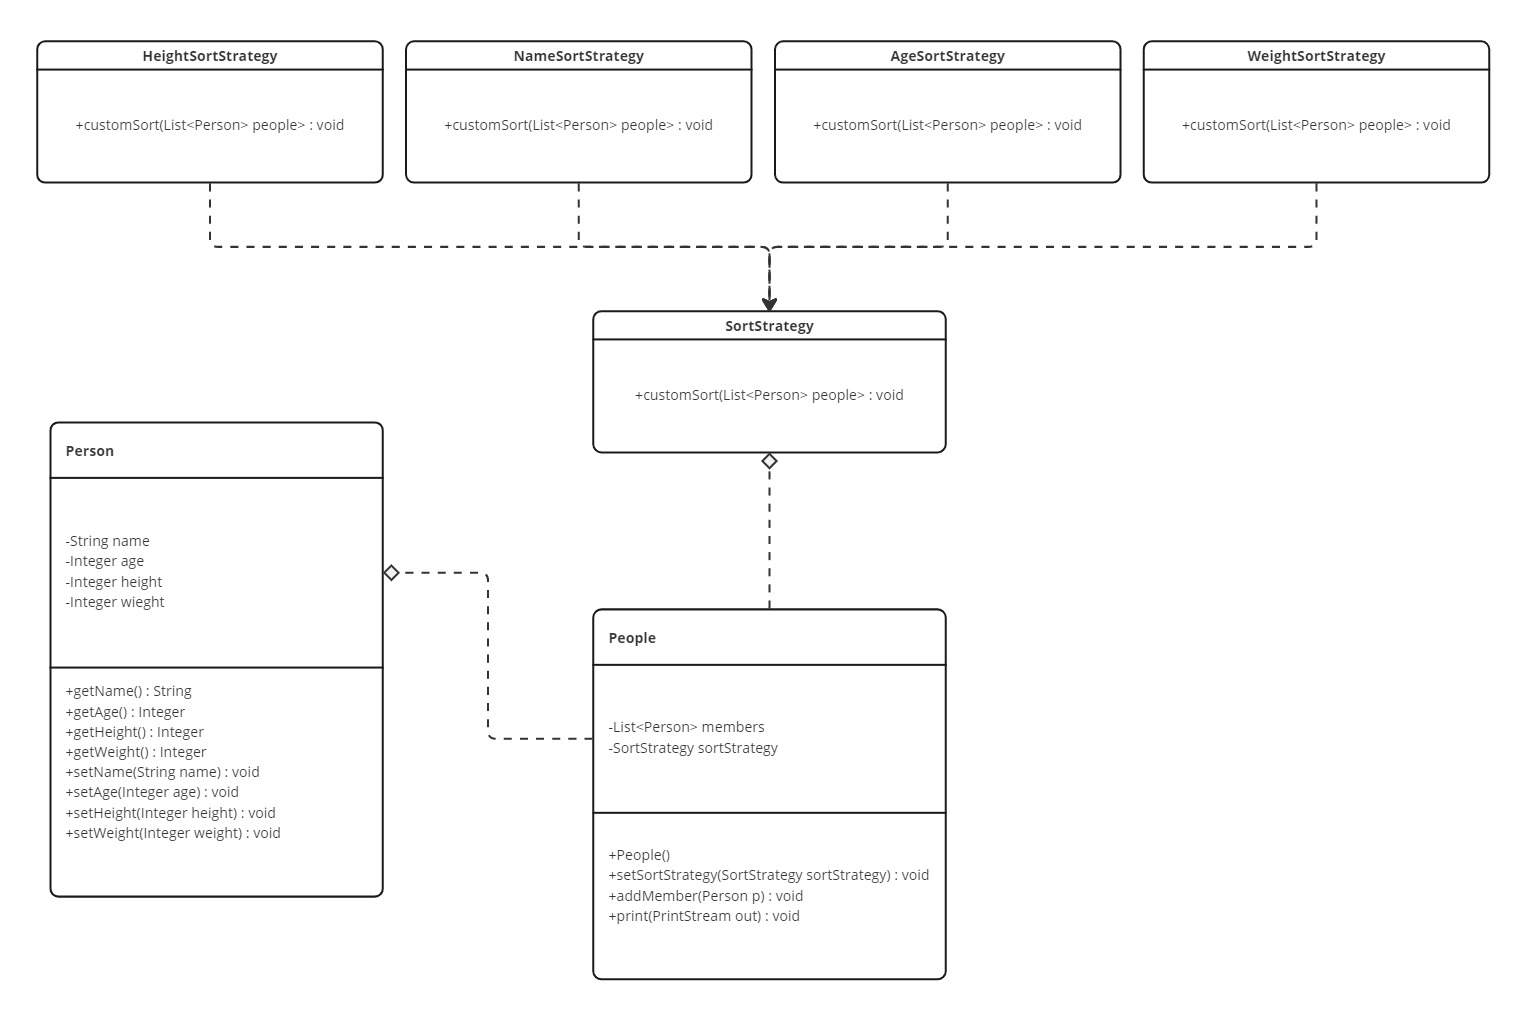 HeightSortStrategy
+customSort(List<Person> people> : void
NameSortStrategy
+customSort(List<Person> people> : void
AgeSortStrategy
+customSort(List<Person> people> : void
WeightSortStrategy
+customSort(List<Person> people> : void
SortStrategy
+customSort(List<Person> people> : void
Person
-String name
-Integer age
-Integer height
-Integer wieght
+getName() : String
+getAge() : Integer
+getHeight() : Integer
+getWeight() : Integer
+setName(String name) : void
+setAge(Integer age) : void
+setHeight(Integer height) : void
+setWeight(Integer weight) : void
People
-List<Person> members
-SortStrategy sortStrategy
+People()
+setSortStrategy(SortStrategy sortStrategy) : void
+addMember(Person p) : void
+print(PrintStream out) : void